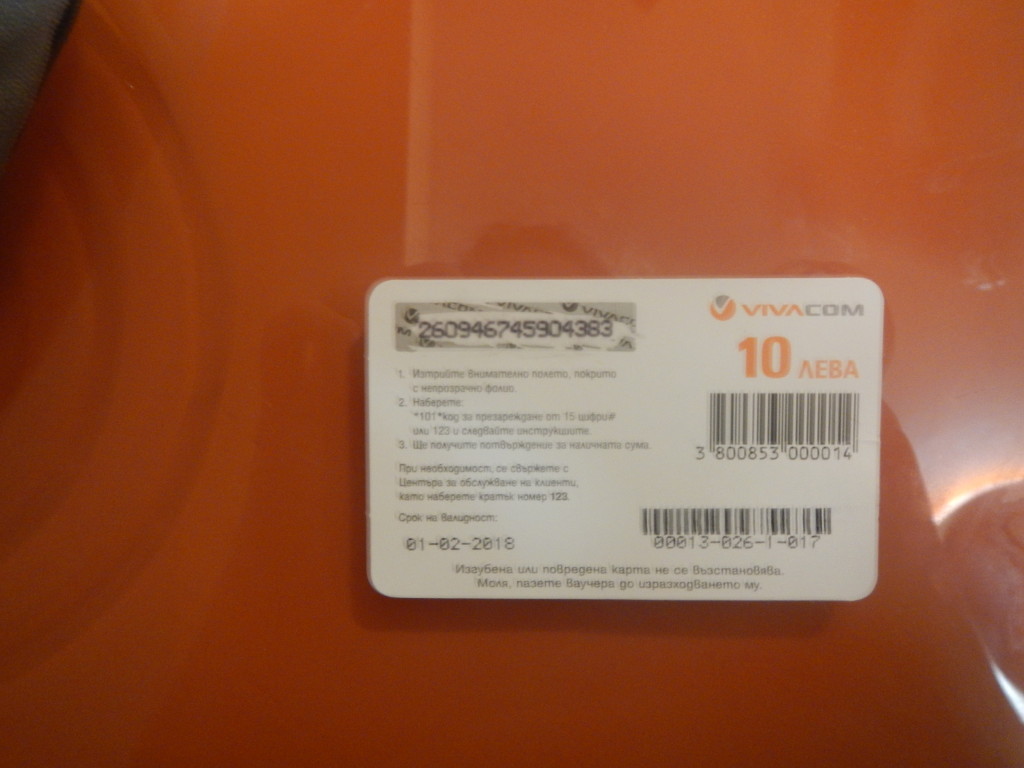 260946745904383
VIVACOM
10 ЛЕВА
1. Изтрийте внимателно полето, покрито
с непрозрачно фолио.
2. Наберете:
*101*код за презареждане от 15 цифри#
или 123 и следвайте инструкциите.
3. Ще получите потвърждение за наличната сума.
3 800853 000014
При необходимост, се свържете с
Центъра за обслужване на клиенти,
като наберете кратък номер 123.
Срок на валидност:
01-02-2018
00013-026-1-017
Изгубена или повредена карта не се възстановява.
Моля, пазете ваучера до изразходването му.